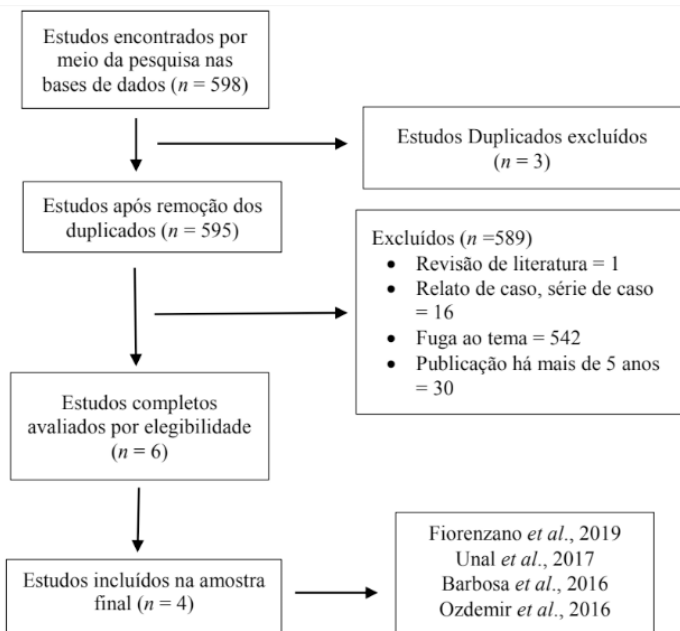 Estudos encontrados por
meio da pesquisa nas
bases de dados (n = 598)
Estudos Duplicados excluídos
(n = 3)
Estudos após remoção dos
duplicados (n = 595)
Excluídos (n =589)
• Revisão de literatura = 1
• Relato de caso, série de caso
= 16
• Fuga ao tema = 542
• Publicação há mais de 5 anos
= 30
Estudos completos
avaliados por elegibilidade
(n = 6)
Estudos incluídos na amostra
final (n = 4)
Fiorenzano et al., 2019
Unal et al., 2017
Barbosa et al., 2016
Ozdemir et al., 2016